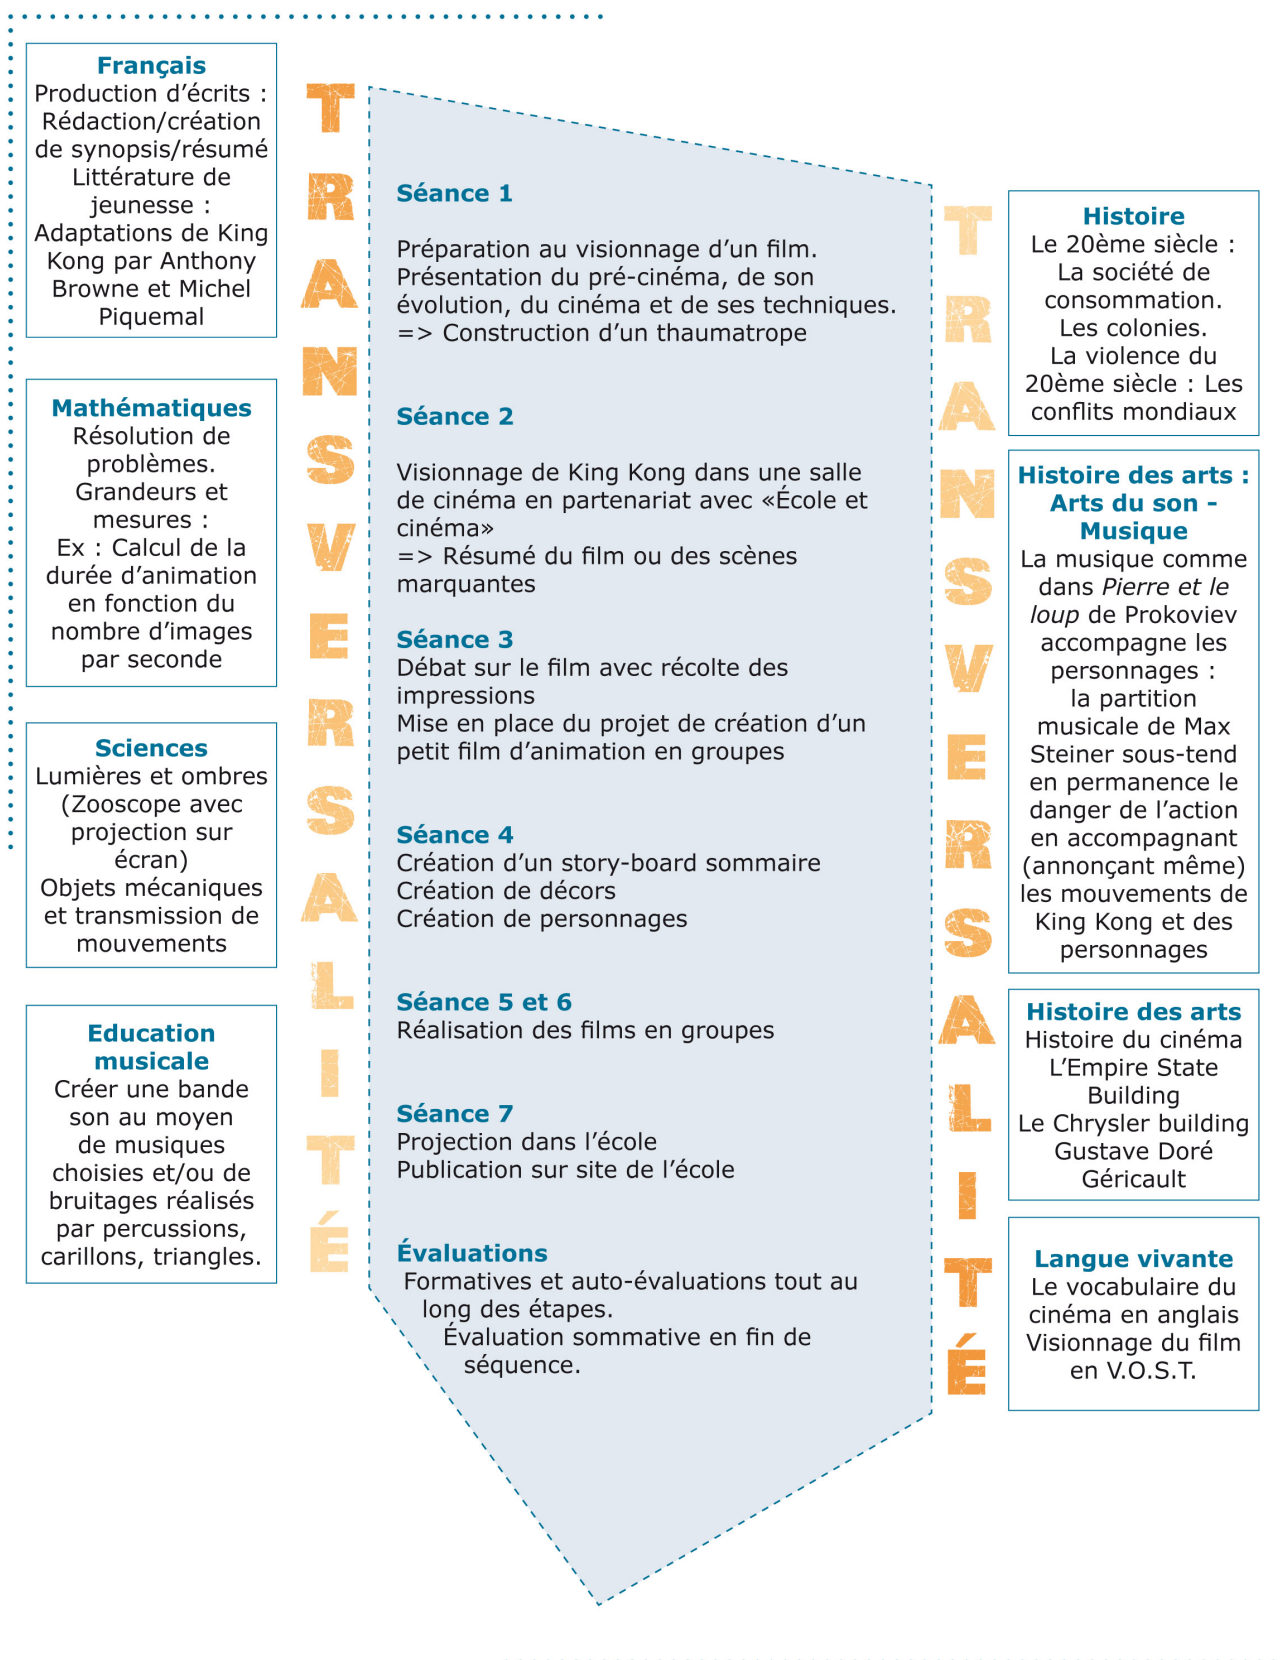 Français
Production d’écrits :
Rédaction/création
de synopsis/résumé
Littérature de
jeunesse :
Adaptations de King
Kong par Anthony
Browne et Michel
Piquemal
Mathématiques
Résolution de
problèmes.
Grandeurs et
mesures :
Ex : Calcul de la
durée d’animation
en fonction du
nombre d’images
par seconde
Sciences
Lumières et ombres
(Zooscope avec
projection sur
écran)
Objets mécaniques
et transmission de
mouvements
Education
musicale
Créer une bande
son au moyen
de musiques
choisies et/ou de
bruitages réalisés
par percussions,
carillons, triangles.
TRANSVERSALITÉ
Séance 1
Préparation au visionnage d’un film.
Présentation du pré-cinéma, de son
évolution, du cinéma et de ses techniques.
=> Construction d’un thaumatrope
Séance 2
Visionnage de King Kong dans une salle
de cinéma en partenariat avec «École et
cinéma»
=> Résumé du film ou des scènes
marquantes
Séance 3
Débat sur le film avec récolte des
impressions
Mise en place du projet de création d’un
petit film d’animation en groupes
Séance 4
Création d’un story-board sommaire
Création de décors
Création de personnages
Séance 5 et 6
Réalisation des films en groupes
Séance 7
Projection dans l’école
Publication sur site de l’école
Évaluations
Formatives et auto-évaluations tout au
long des étapes.
Évaluation sommative en fin de
séquence.
TRANSVERSALITÉ
Histoire
Le 20ème siècle :
La société de
consommation.
Les colonies.
La violence du
20ème siècle : Les
conflits mondiaux
Histoire des arts :
Arts du son -
Musique
La musique comme
dans Pierre et le
loup de Prokoviev
accompagne les
personnages :
la partition
musicale de Max
Steiner sous-tend
en permanence le
danger de l’action
en accompagnant
(annonçant même)
les mouvements de
King Kong et des
personnages
Histoire des arts
Histoire du cinéma
L’Empire State
Building
Le Chrysler building
Gustave Doré
Géricault
Langue vivante
Le vocabulaire du
cinéma en anglais
Visionnage du film
en V.O.S.T.